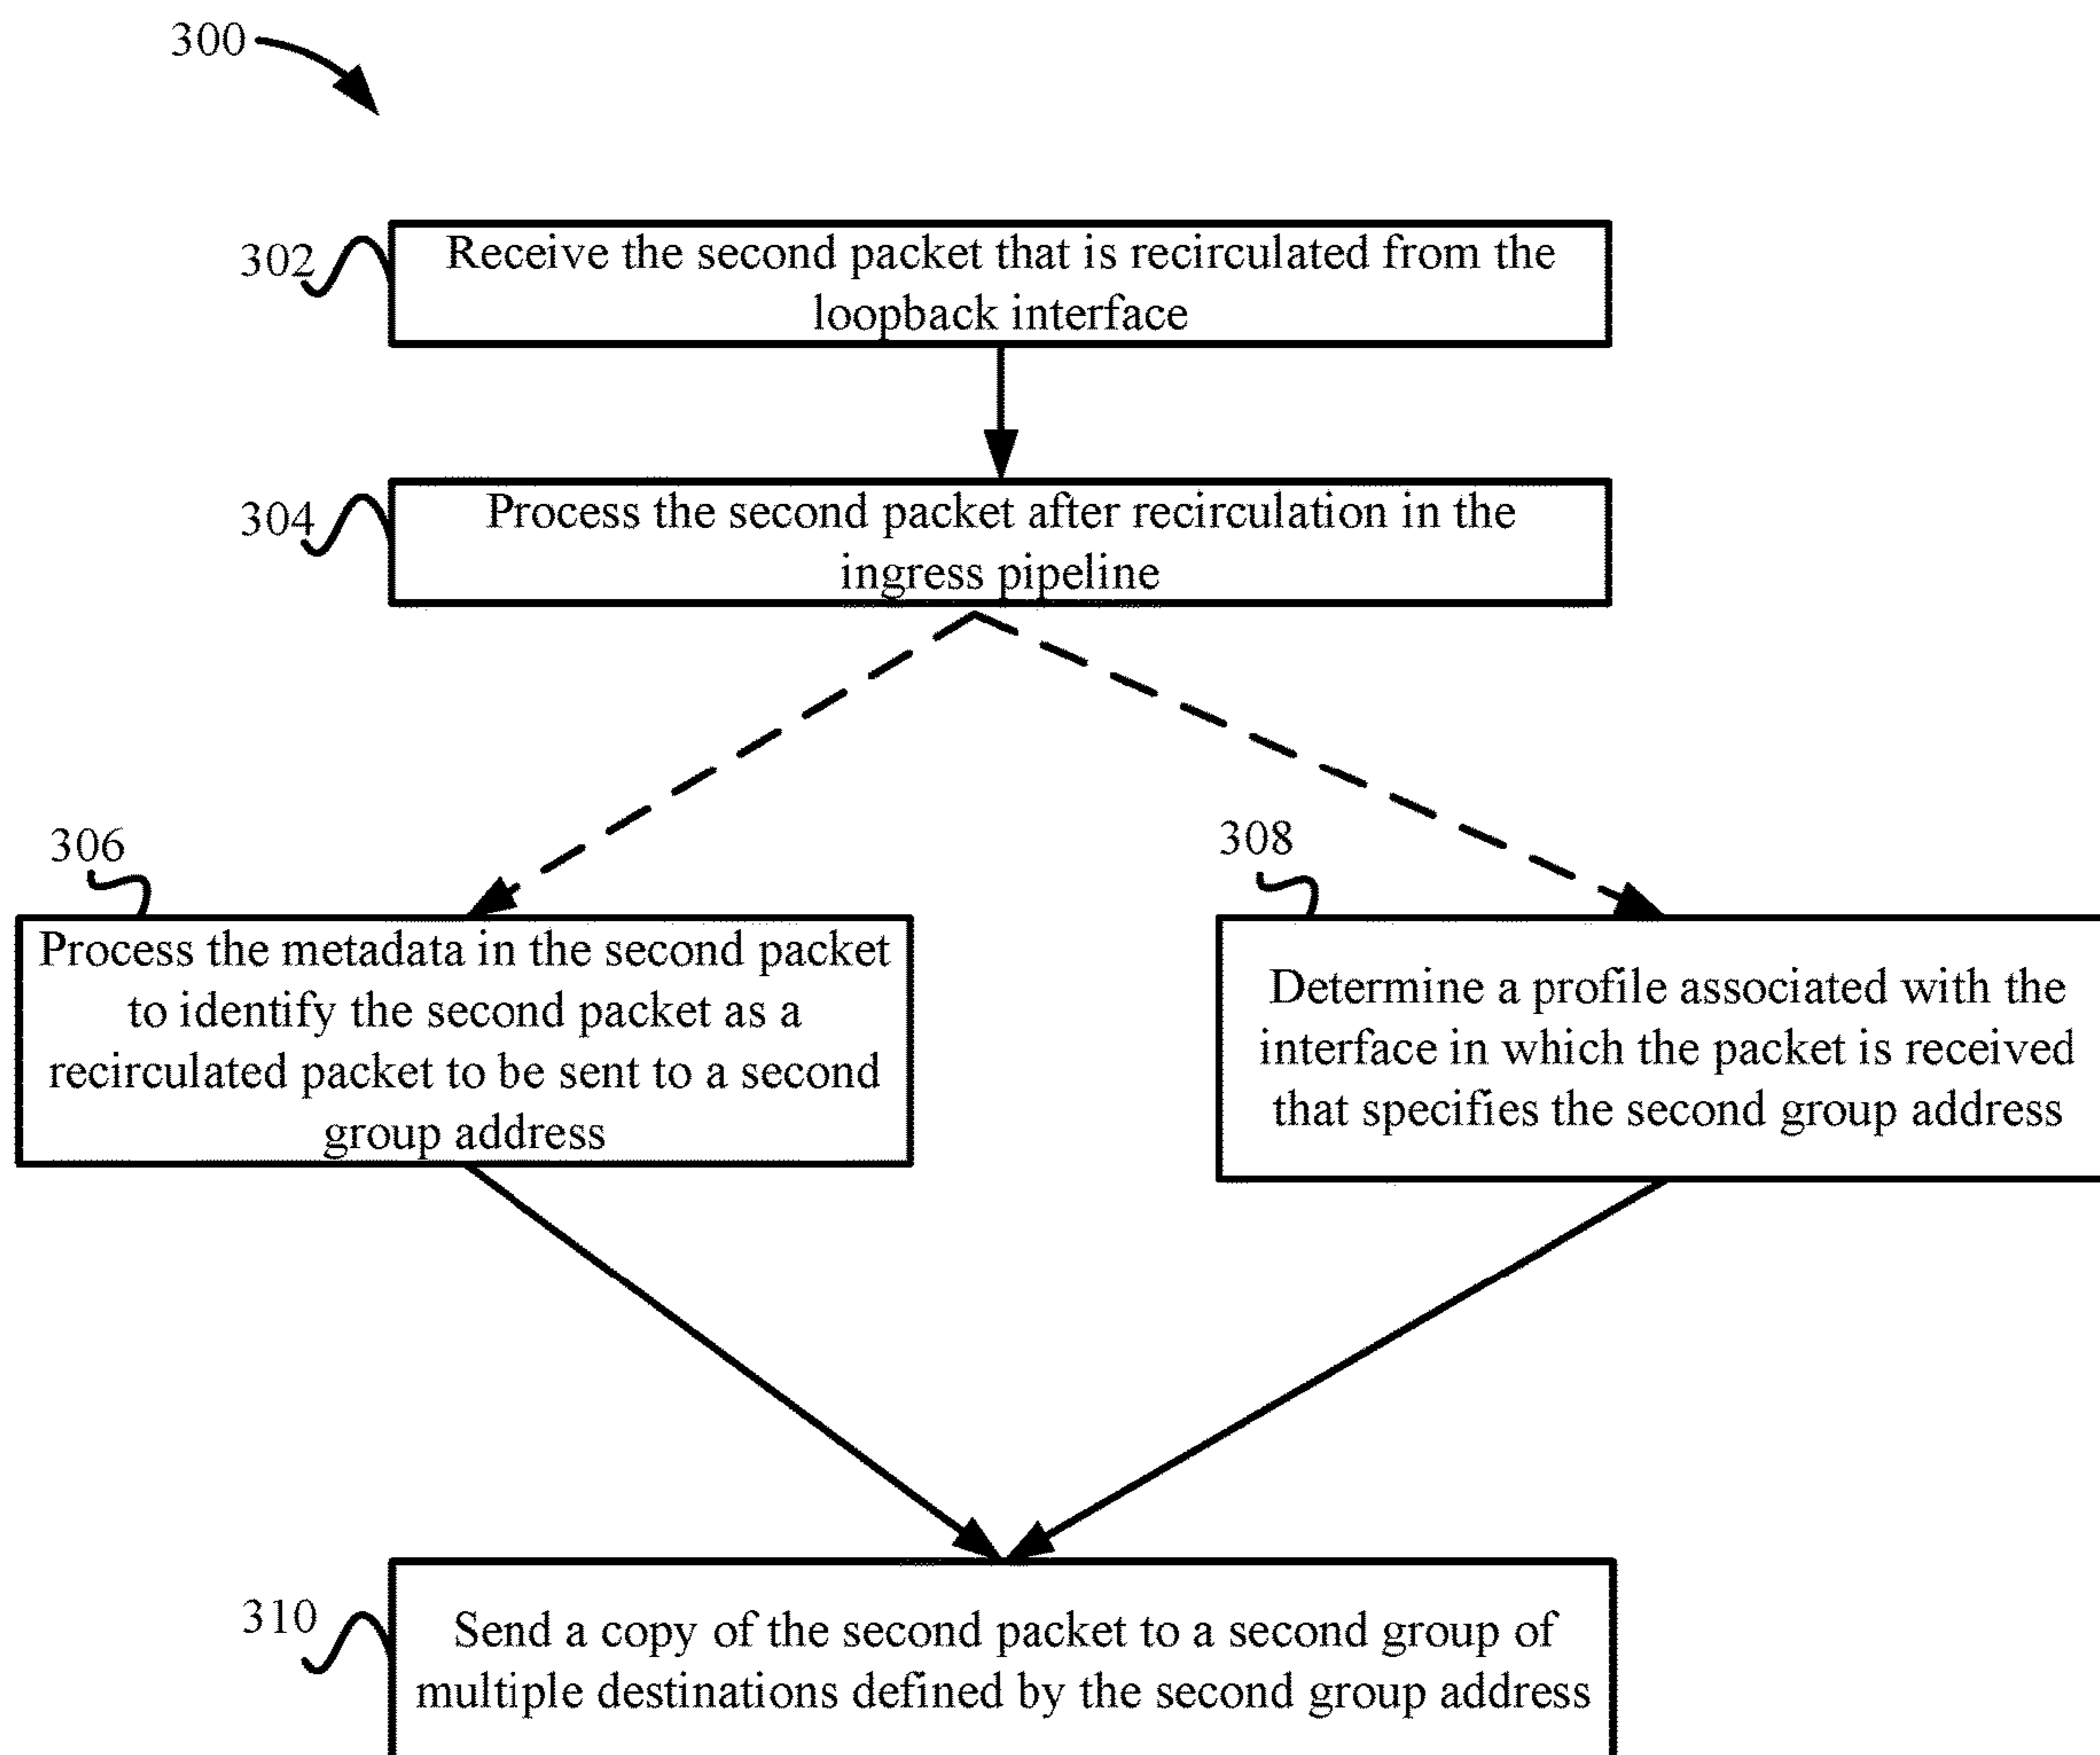 300
302
Receive the second packet that is recirculated from the
loopback interface
304
Process the second packet after recirculation in the
ingress pipeline
306
Process the metadata in the second packet
to identify the second packet as a
recirculated packet to be sent to a second
group address
308
Determine a profile associated with the
interface in which the packet is received
that specifies the second group address
310
Send a copy of the second packet to a second group of
multiple destinations defined by the second group address